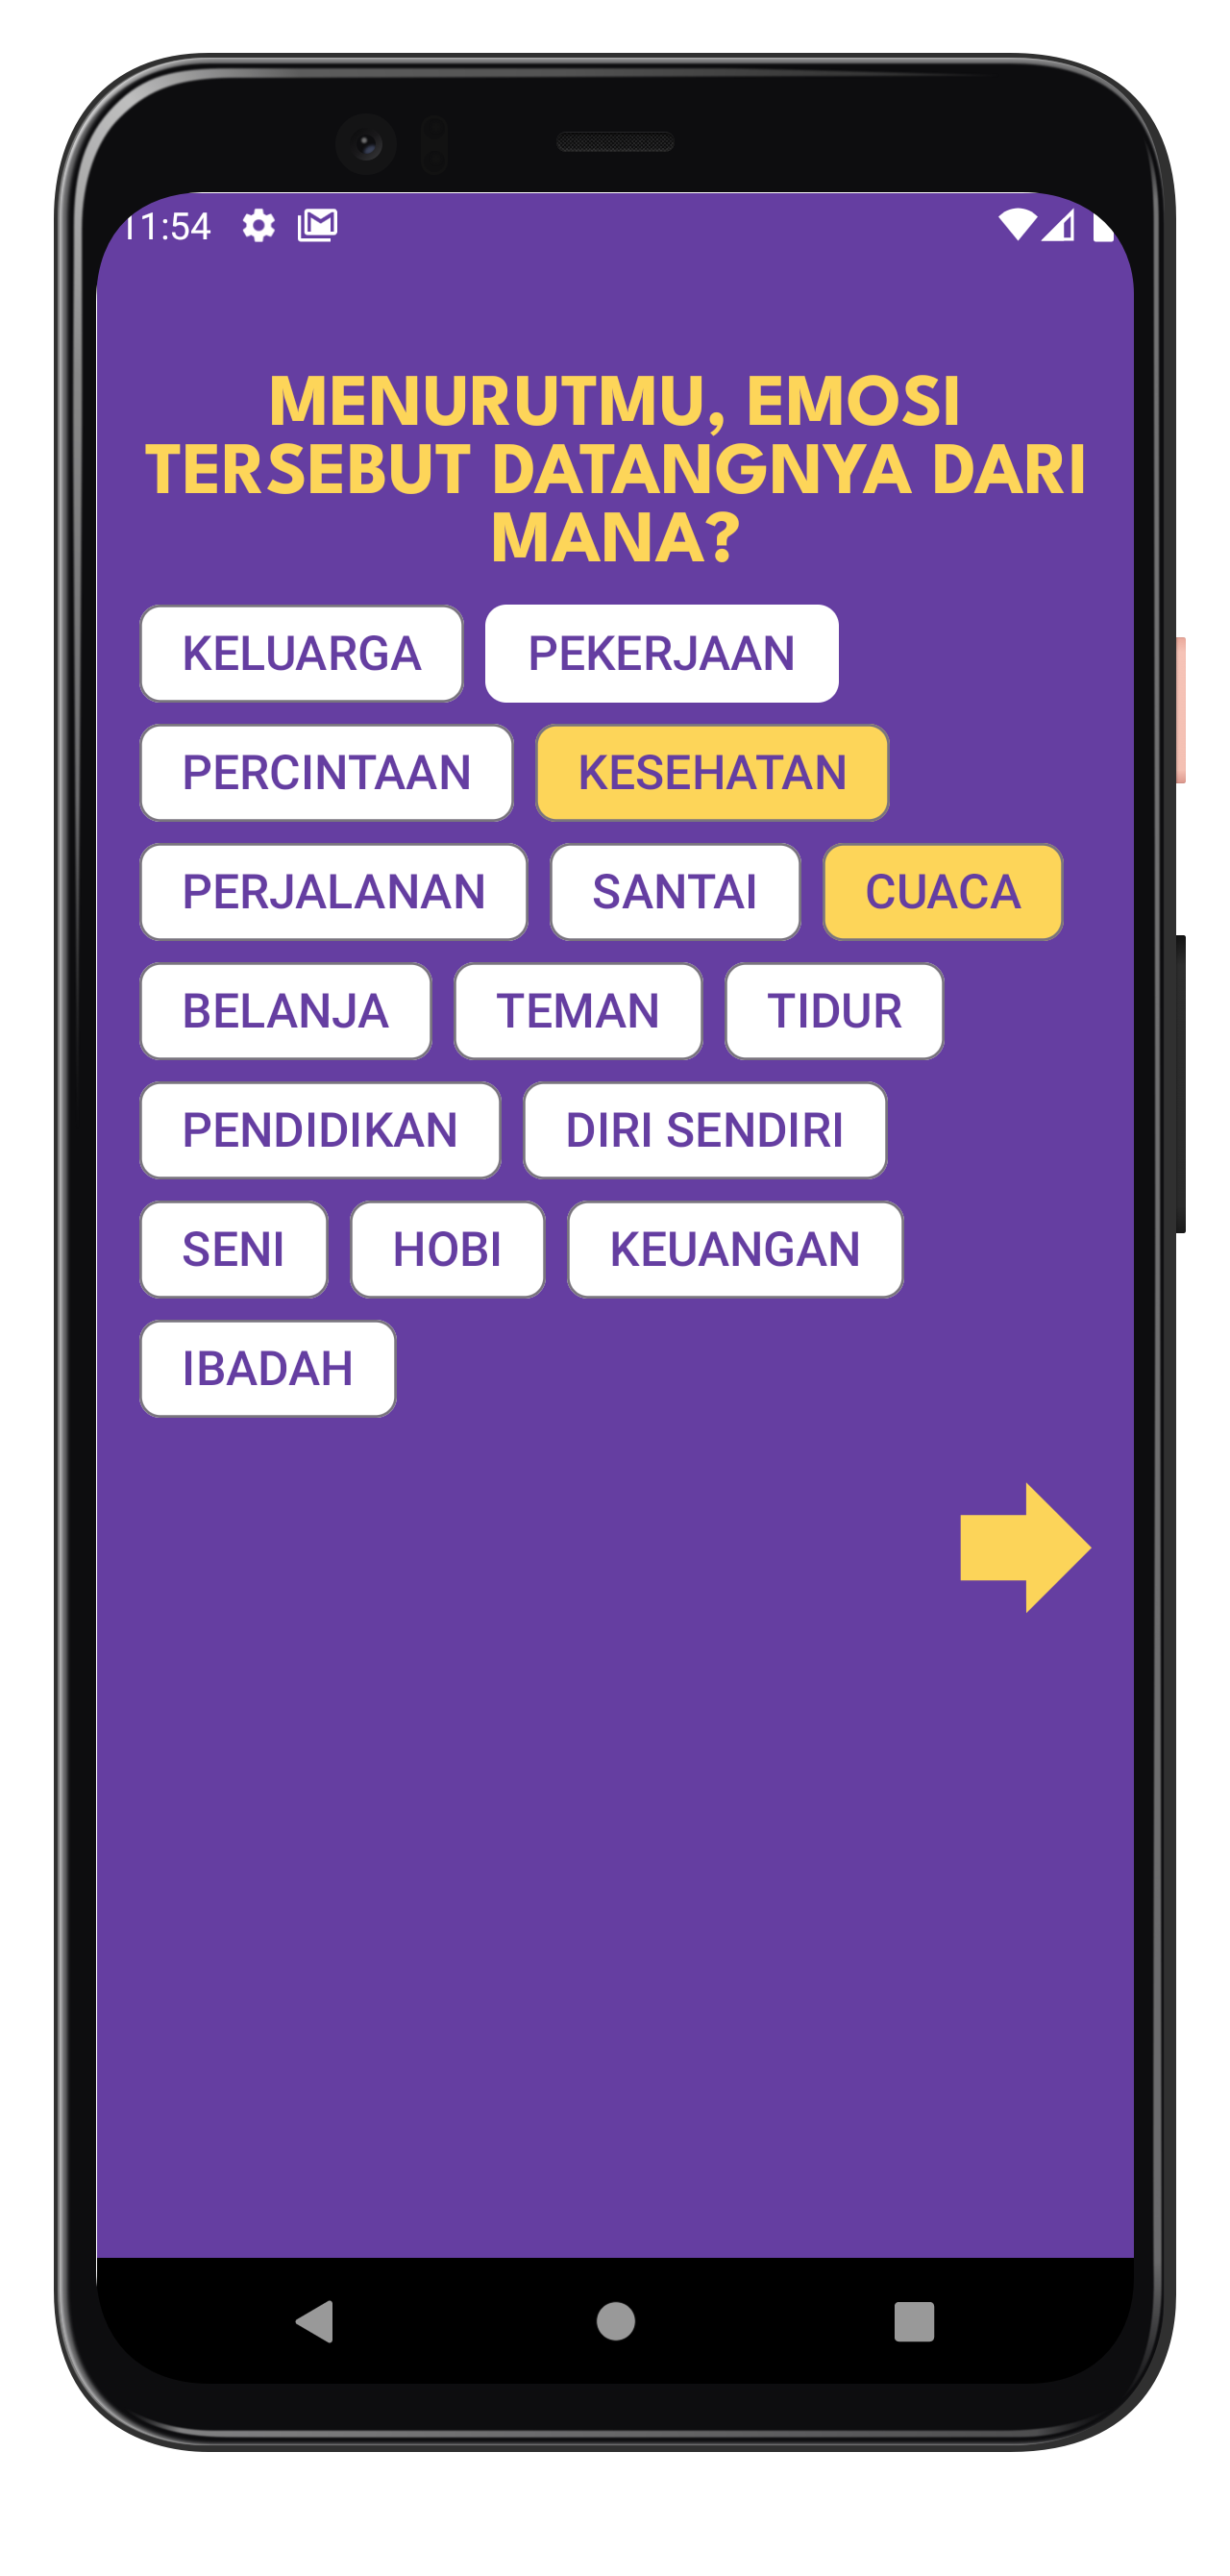 11:54
MENURUTMU, EMOSI
TERSEBUT DATANGNYA DARI
MANA?
KELUARGA PEKERJAAN
PERCINTAAN KESEHATAN
PERJALANAN SANTAI CUACA
BELANJA TEMAN TIDUR
PENDIDIKAN DIRI SENDIRI
SENI HOBI KEUANGAN
IBADAH